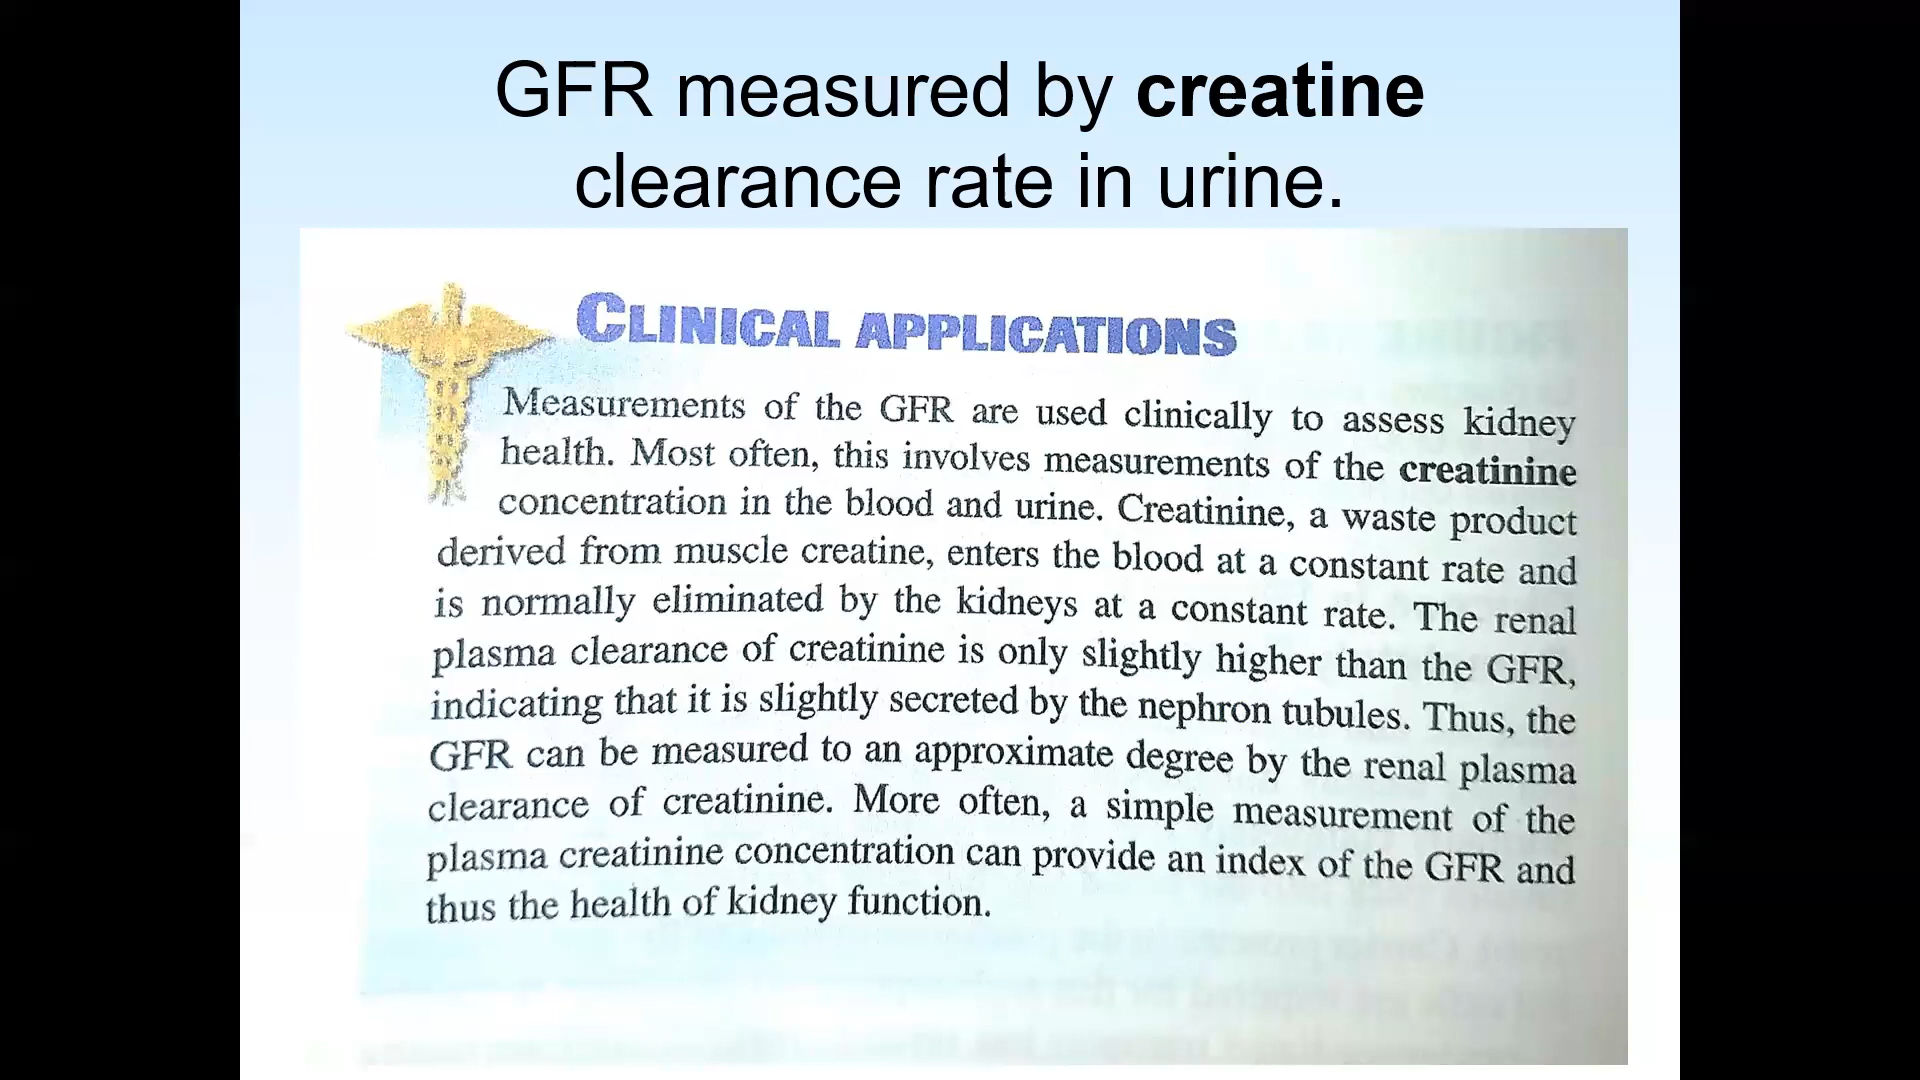 GFR measured by creatine
clearance rate in urine.
CLINICAL APPLICATIONS
Measurements of the GFR are used clinically to assess kidney
health. Most often, this involves measurements of the creatinine
concentration in the blood and urine. Creatinine, a waste product
derived from muscle creatine, enters the blood at a constant rate and
is normally eliminated by the kidneys at a constant rate. The renal
plasma clearance of creatinine is only slightly higher than the GFR,
indicating that it is slightly secreted by the nephron tubules. Thus, the
GFR can be measured to an approximate degree by the renal plasma
clearance of creatinine. More often, a simple measurement of the
plasma creatinine concentration can provide an index of the GFR and
thus the health of kidney function.